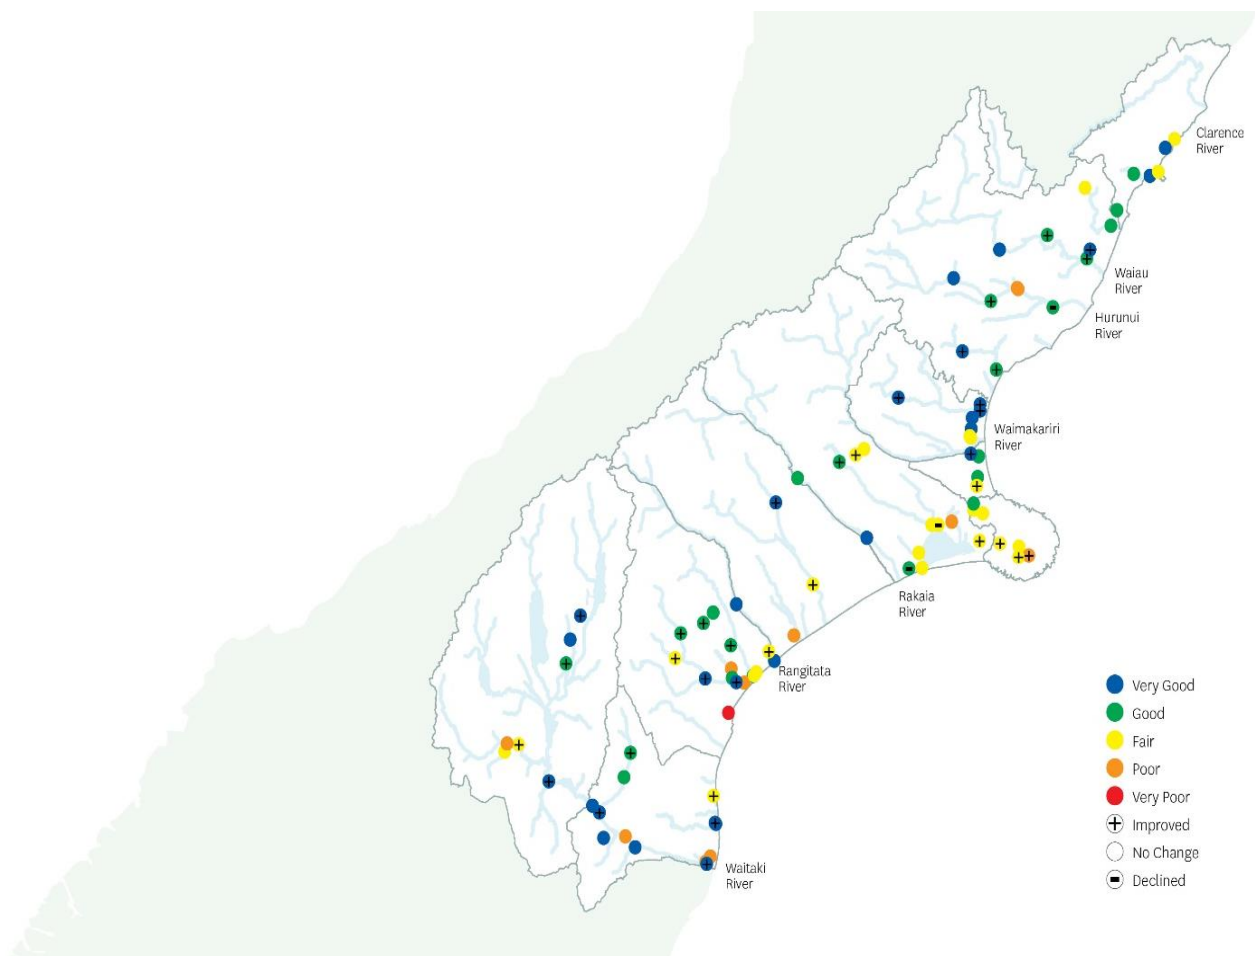 Clarence
River
Waiau
River
Hurunui
River
Waimakariri
River
Rakaia
River
Rangitata
River
Waitaki
River
Very Good
Good
Fair
Poor
Very Poor
Improved
No Change
Declined